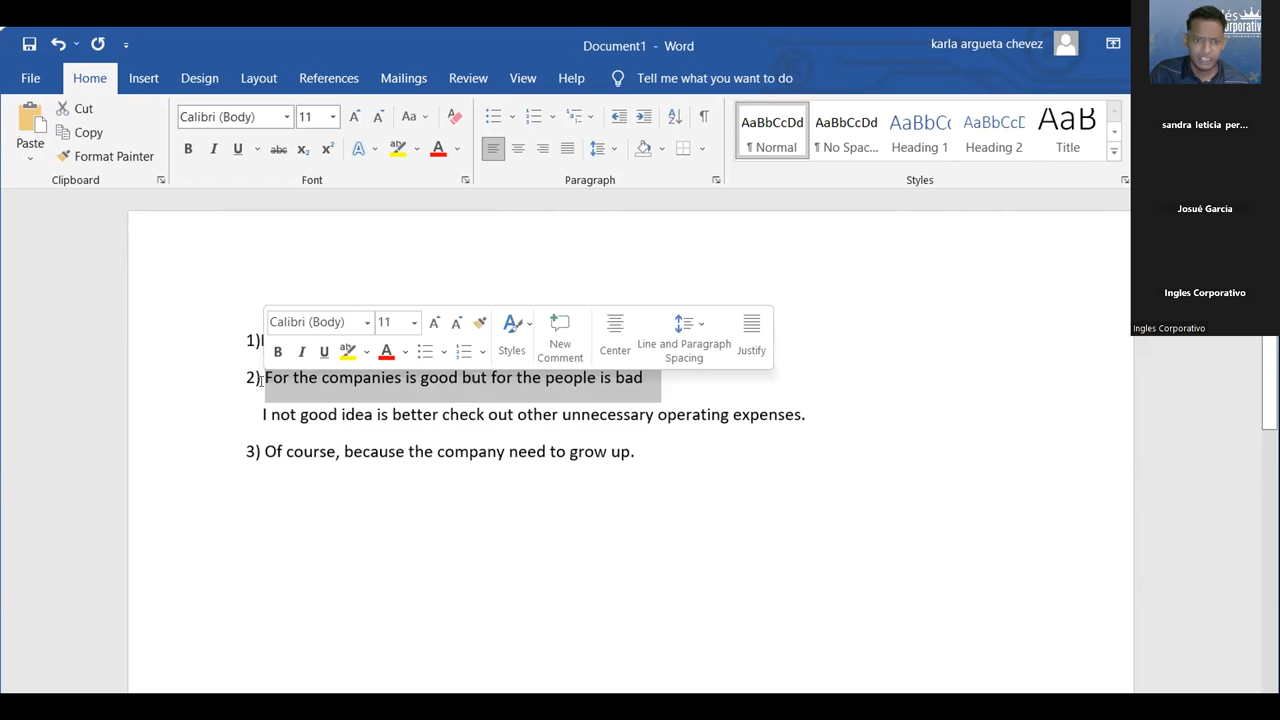 Document1 - Word
karla argueta chevez
File Home Insert Design Layout References Mailings Review View Help Tell me what you want to do
Paste
Cut
Copy
Format Painter
Clipboard
Calibri (Body) 11
Font
Paragraph
AaBbCcDd AaBbCcDd AaBbCc AaBbCcD AaB
¶ Normal ¶ No Spac... Heading 1 Heading 2 Title
Styles
sandra leticia per...
Josué Garcia
Ingles Corporativo
Ingles Corporativo
Calibri (Body) 11
Styles
New Comment
Center
Line and Paragraph Spacing
Justify
1)
2) For the companies is good but for the people is bad
I not good idea is better check out other unnecessary operating expenses.
3) Of course, because the company need to grow up.